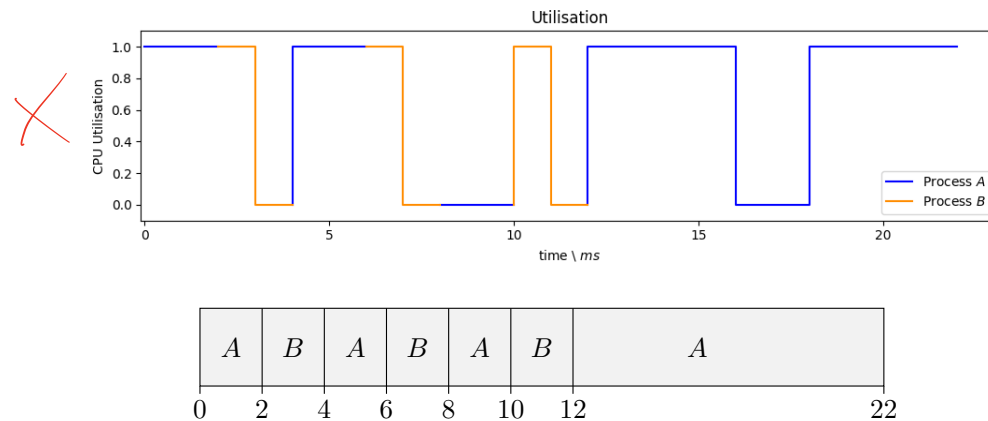 Utilisation
1.0
0.8
0.6
0.4
0.2
0.0
CPU Utilisation
Process A
Process B
0 5 10 15 20
time \ ms
A B A B A B A
0 2 4 6 8 10 12 22